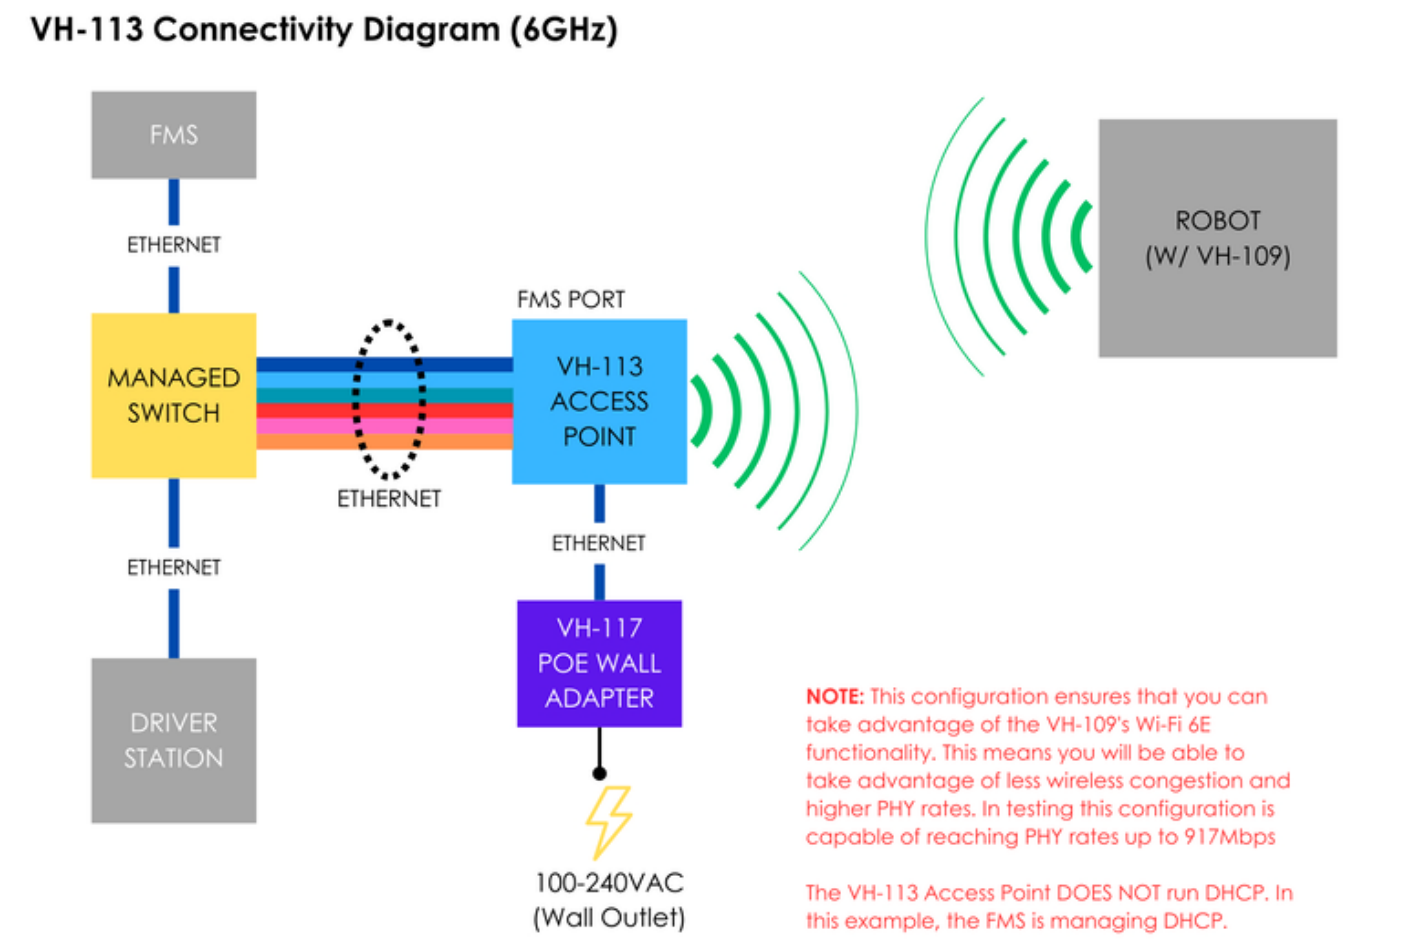 VH-113 Connectivity Diagram (6GHz)
FMS
ETHERNET
MANAGED
SWITCH
ETHERNET
FMS PORT
VH-113
ACCESS
POINT
ROBOT
(W/ VH-109)
ETHERNET
DRIVER
STATION
ETHERNET
VH-117
POE WALL
ADAPTER
100-240VAC
(Wall Outlet)
NOTE: This configuration ensures that you can
take advantage of the VH-109's Wi-Fi 6E
functionality. This means you will be able to
take advantage of less wireless congestion and
higher PHY rates. In testing this configuration is
capable of reaching PHY rates up to 917Mbps
The VH-113 Access Point DOES NOT run DHCP. In
this example, the FMS is managing DHCP.